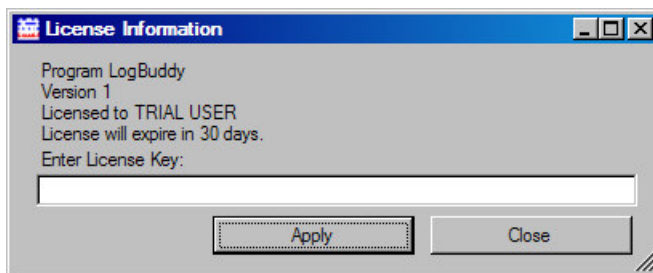 License Information
Program LogBuddy
Version 1
Licensed to TRIAL USER
License will expire in 30 days.
Enter License Key:
Apply
Close